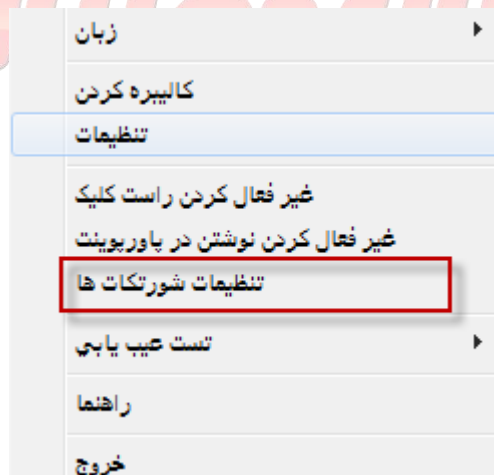 زبان
کالیبره کردن
تنظیمات
غیر فعال کردن راست کلیک
غیر فعال کردن نوشتن در پاورپوینت
تنظیمات شورتکات ها
تست عیب یابی
راهنما
خروج